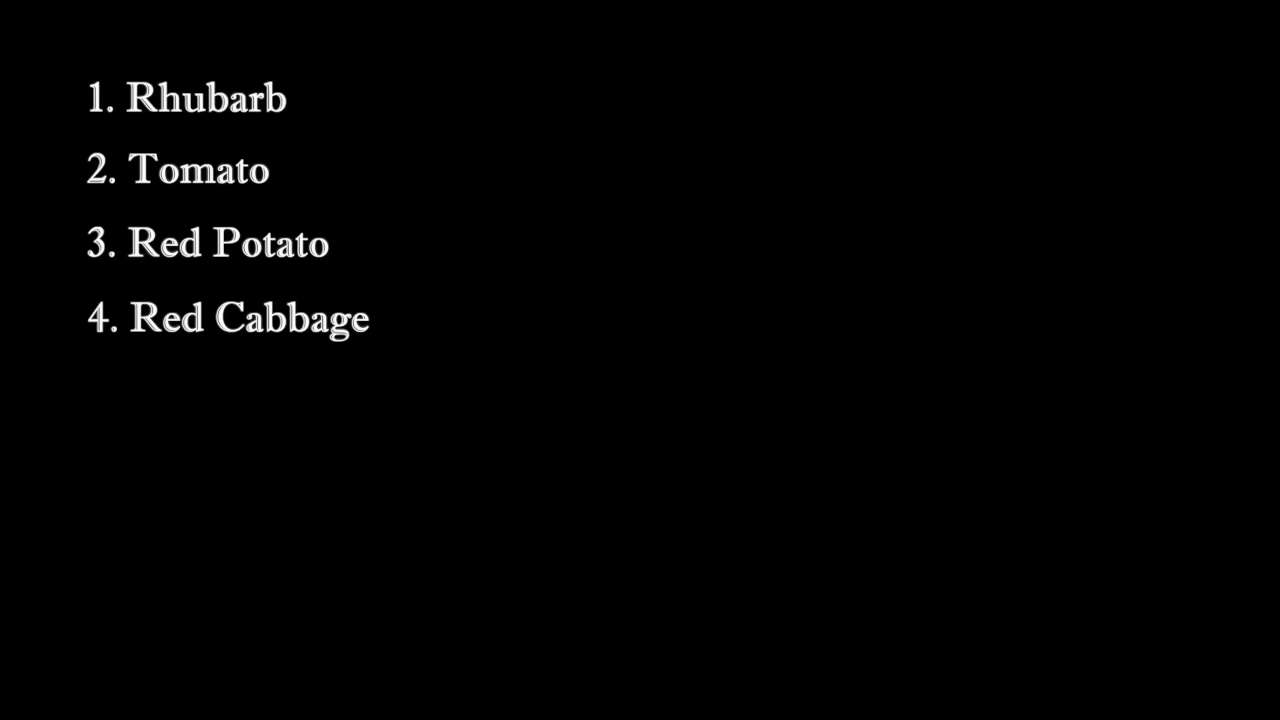 1. Rhubarb
2. Tomato
3. Red Potato
4. Red Cabbage